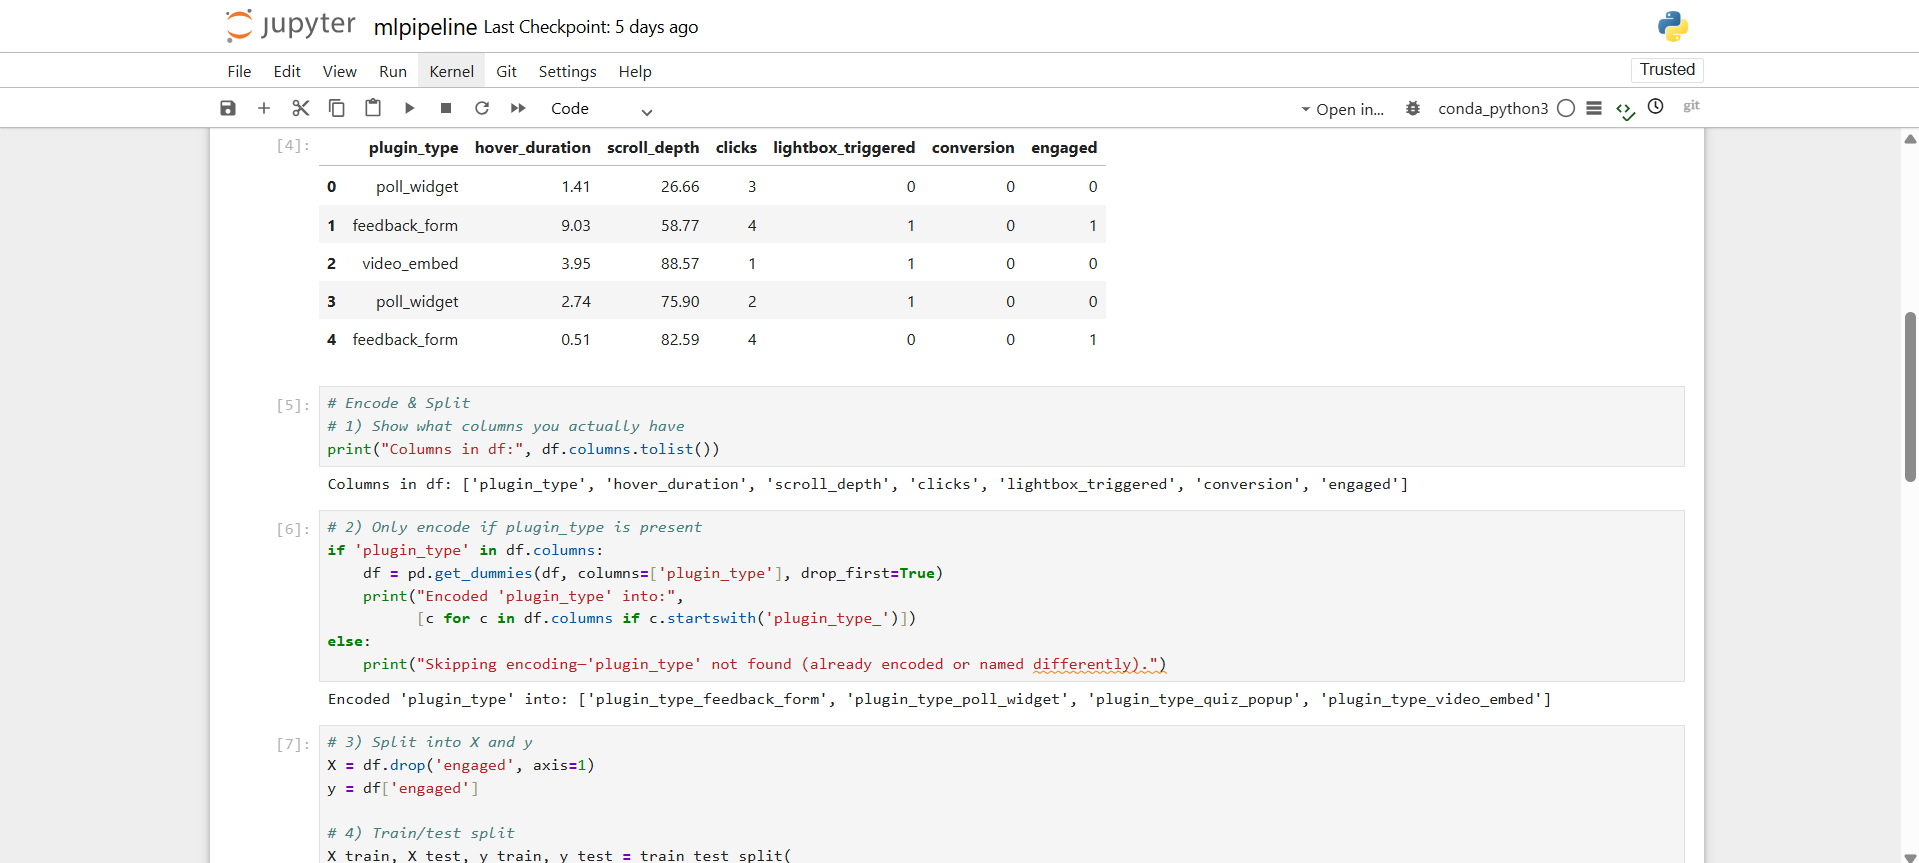 jupyter mlpipeline Last Checkpoint: 5 days ago
File Edit View Run Kernel Git Settings Help Trusted
Code Open in... conda_python3 git
[4]: plugin_type hover_duration scroll_depth clicks lightbox_triggered conversion engaged
0 poll_widget 1.41 26.66 3 0 0 0
1 feedback_form 9.03 58.77 4 1 0 1
2 video_embed 3.95 88.57 1 1 0 0
3 poll_widget 2.74 75.90 2 1 0 0
4 feedback_form 0.51 82.59 4 0 0 1
[5]: # Encode & Split
# 1) Show what columns you actually have
print("Columns in df:", df.columns.tolist())
Columns in df: ['plugin_type', 'hover_duration', 'scroll_depth', 'clicks', 'lightbox_triggered', 'conversion', 'engaged']
[6]: # 2) Only encode if plugin_type is present
if 'plugin_type' in df.columns:
    df = pd.get_dummies(df, columns=['plugin_type'], drop_first=True)
    print("Encoded 'plugin_type' into:",
          [c for c in df.columns if c.startswith('plugin_type_')])
else:
    print("Skipping encoding—'plugin_type' not found (already encoded or named differently).")
Encoded 'plugin_type' into: ['plugin_type_feedback_form', 'plugin_type_poll_widget', 'plugin_type_quiz_popup', 'plugin_type_video_embed']
[7]: # 3) Split into X and y
X = df.drop('engaged', axis=1)
y = df['engaged']
# 4) Train/test split
X_train, X_test, y_train, y_test = train_test_split(